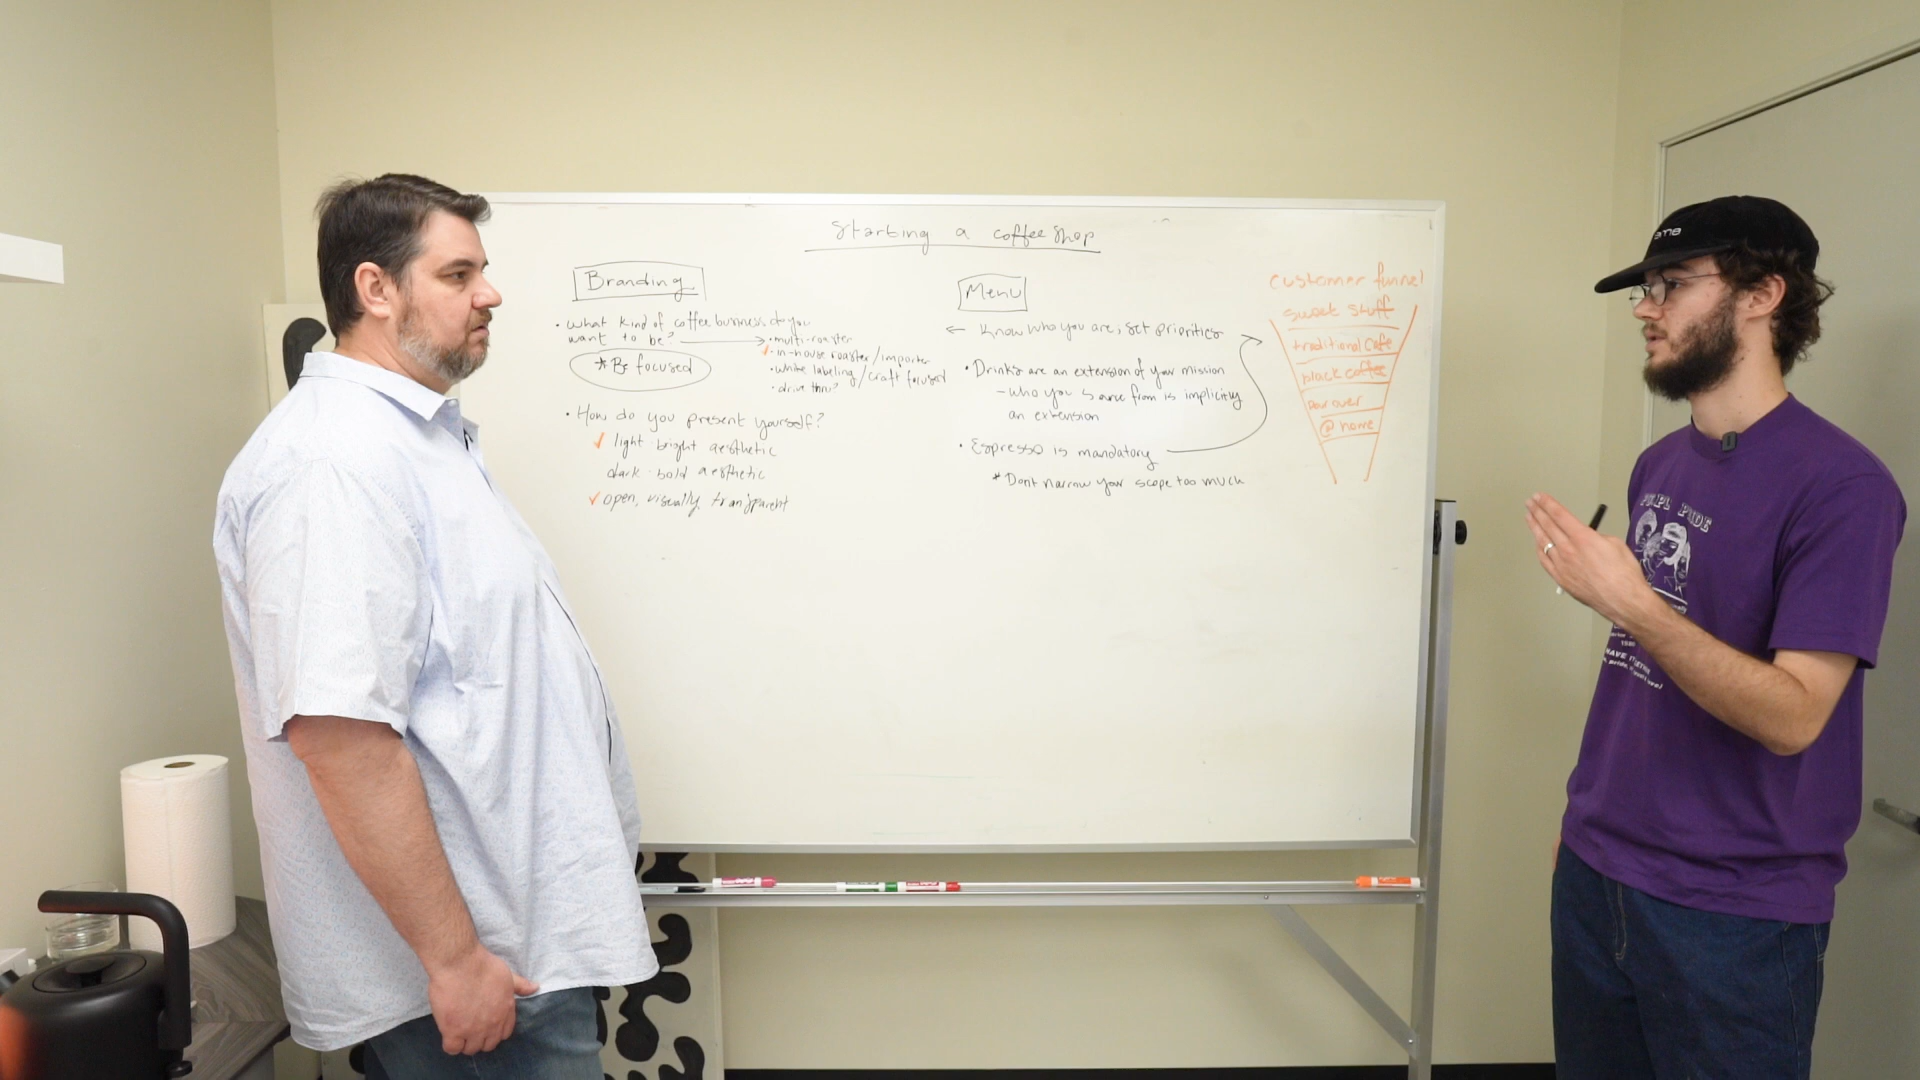 Starting a coffee shop
Branding
• What kind of coffee business do you
want to be?
• multi-roaster
✓ • in-house roaster/importer
• white labeling/craft focused
• drive thru?
* Be focused
• How do you present yourself?
✓ light · bright aesthetic
dark · bold aesthetic
✓ open, visually transparent
Menu
← Know who you are, set priorities
• Drinks are an extension of your mission
- who you source from is implicitly
an extension
• Espresso is mandatory
* Dont narrow your scope too much
customer funnel
sweet stuff
traditional cafe
black coffee
pour over
@ home